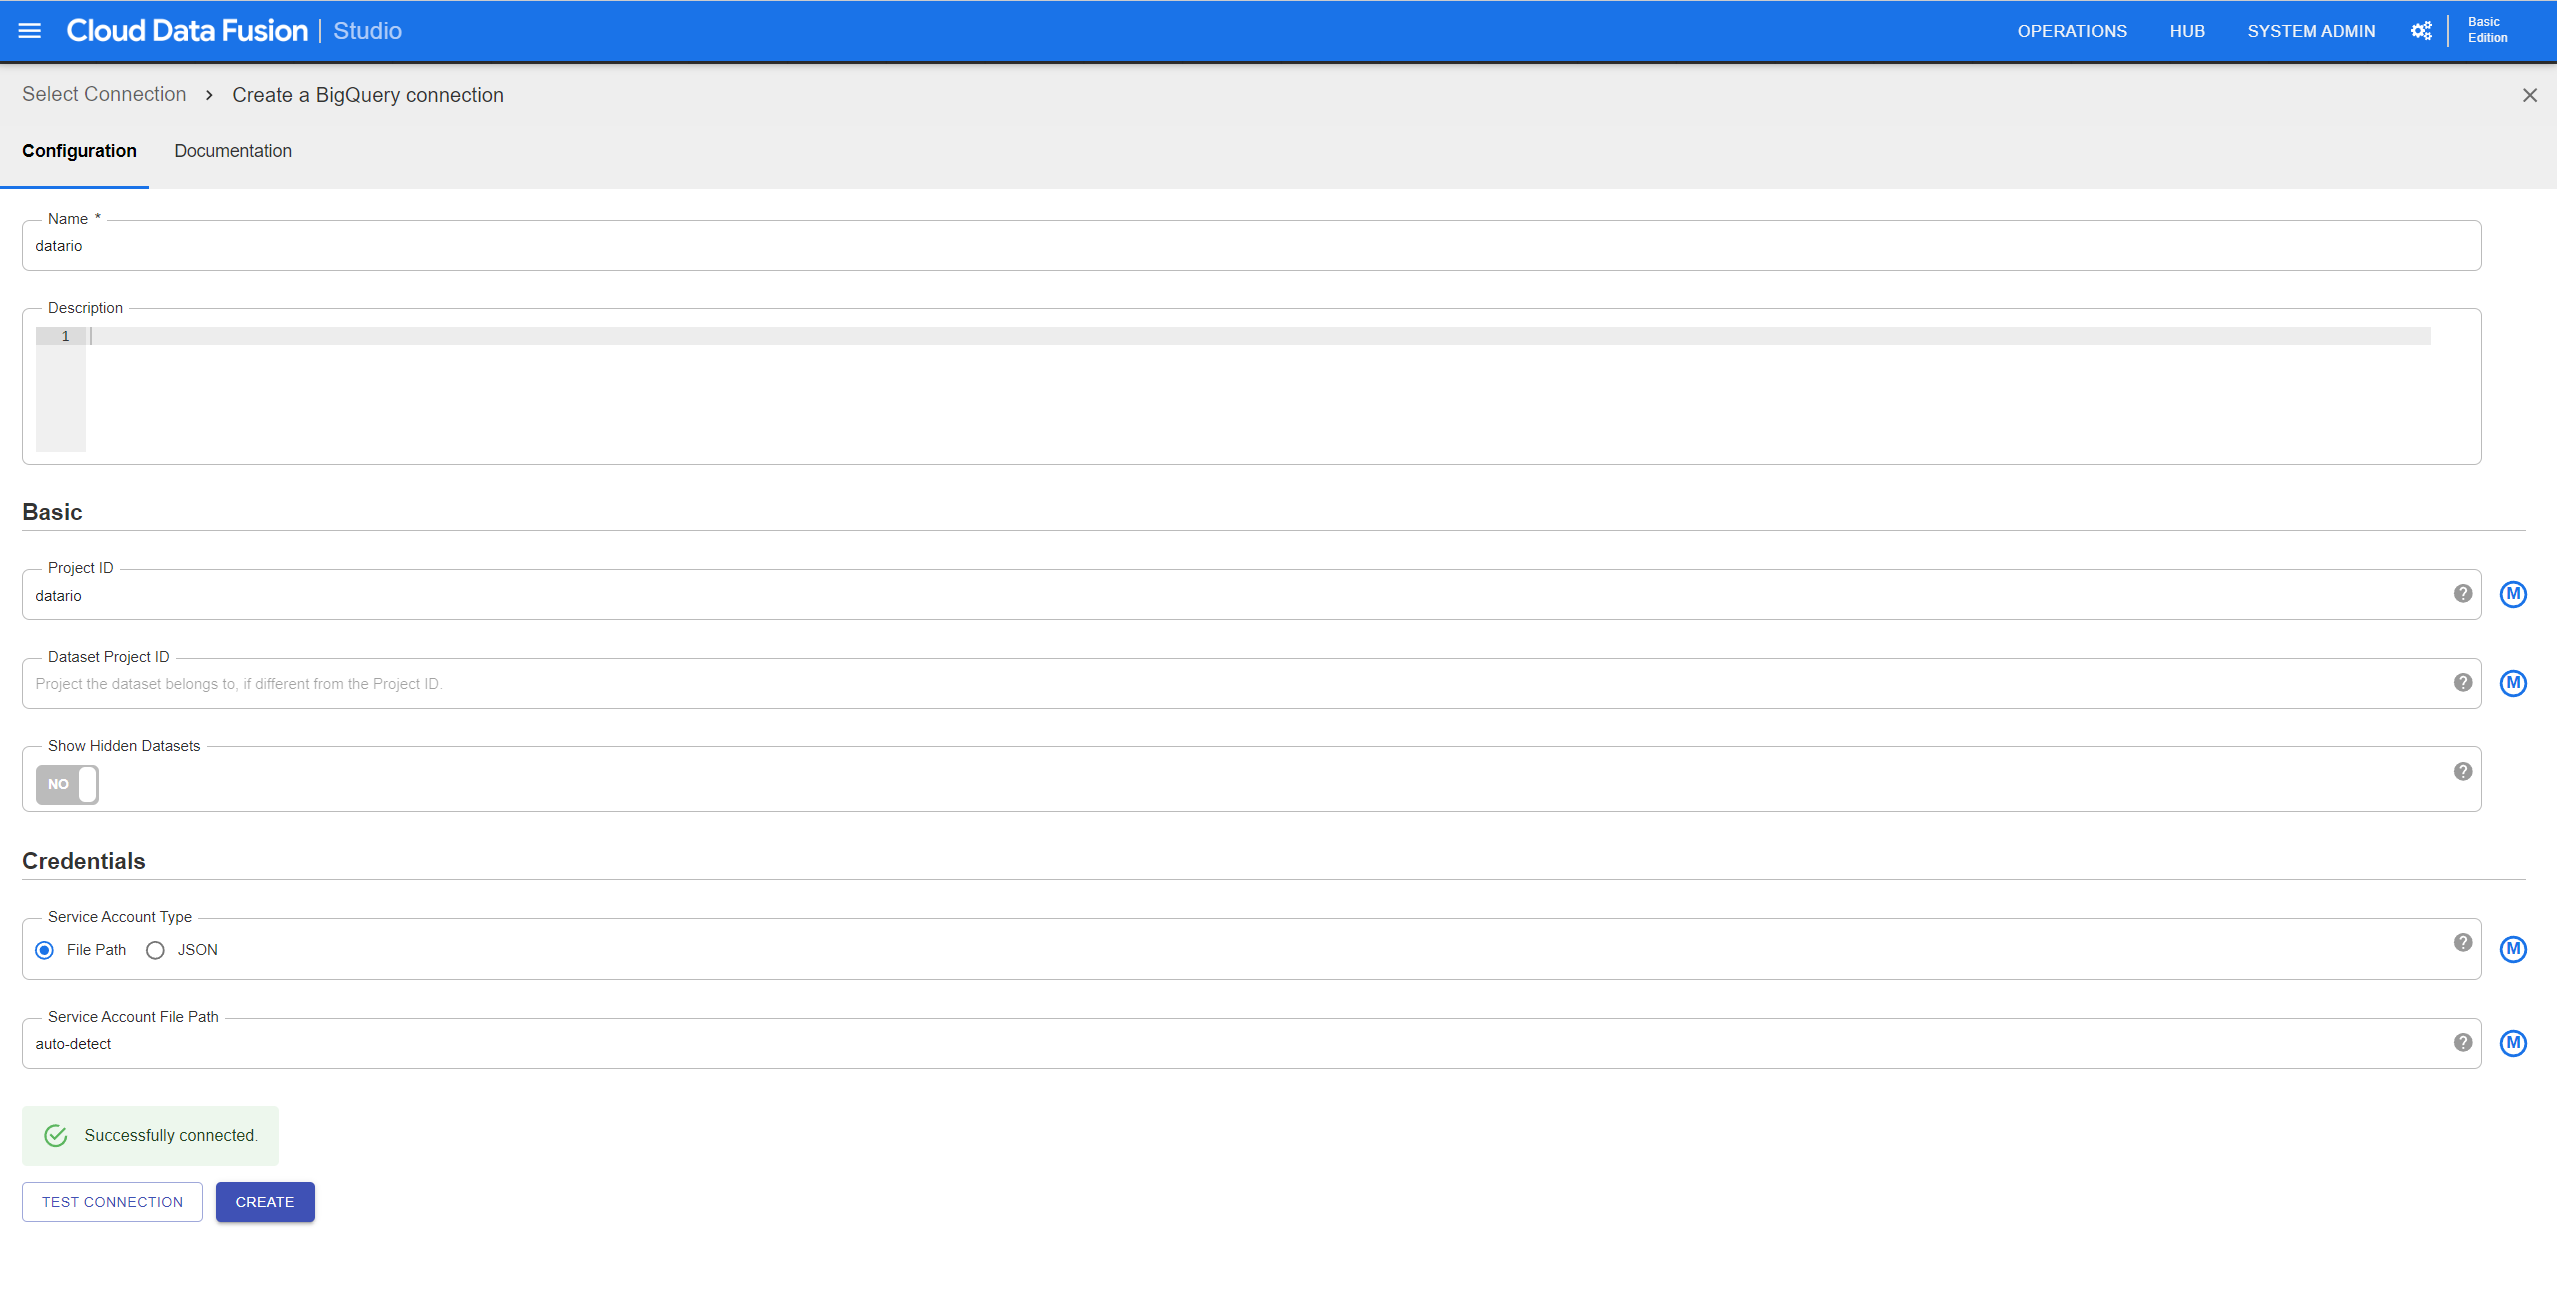 Cloud Data Fusion | Studio
OPERATIONS HUB SYSTEM ADMIN Basic Edition
Select Connection › Create a BigQuery connection
Configuration Documentation
Name *
datario
Description
1
Basic
Project ID
datario
? M
Dataset Project ID
Project the dataset belongs to, if different from the Project ID.
? M
Show Hidden Datasets
NO
?
Credentials
Service Account Type
File Path JSON
? M
Service Account File Path
auto-detect
? M
Successfully connected.
TEST CONNECTION CREATE